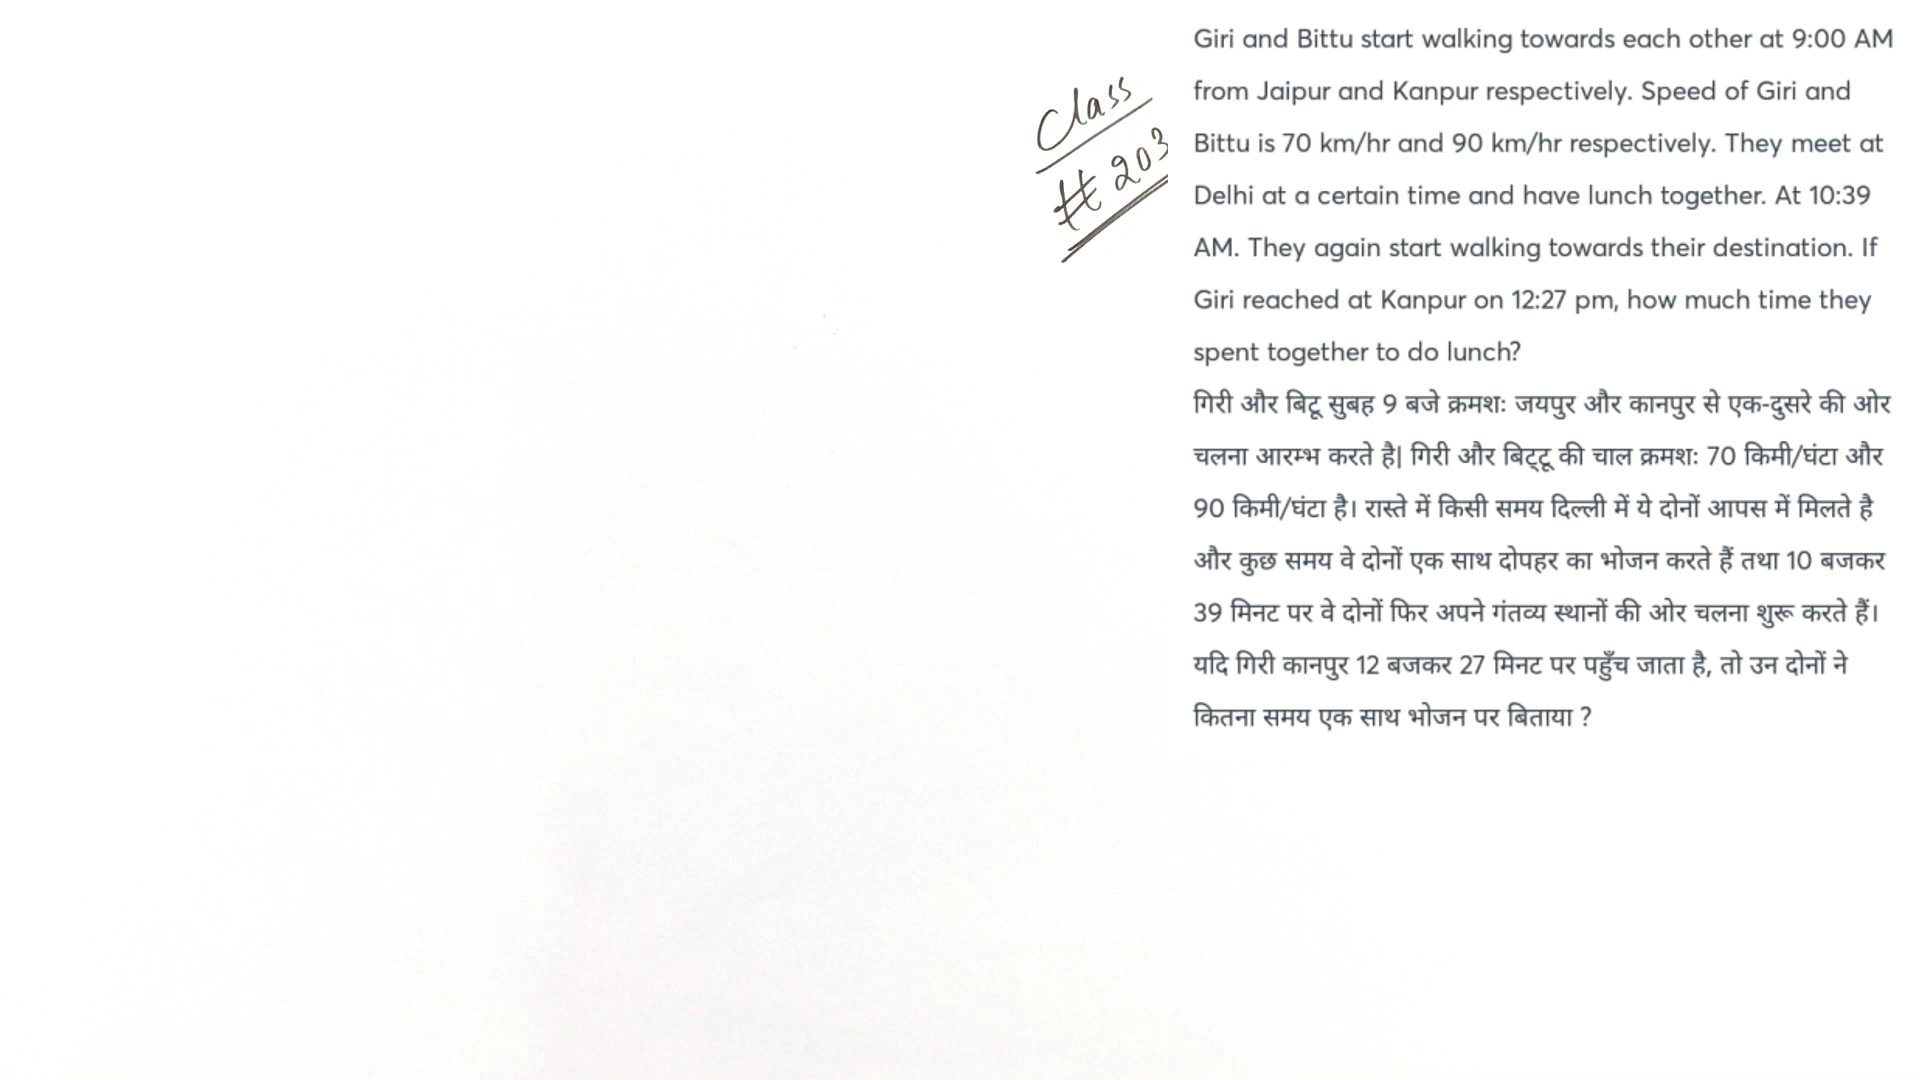 Class
# 203
Giri and Bittu start walking towards each other at 9:00 AM
from Jaipur and Kanpur respectively. Speed of Giri and
Bittu is 70 km/hr and 90 km/hr respectively. They meet at
Delhi at a certain time and have lunch together. At 10:39
AM. They again start walking towards their destination. If
Giri reached at Kanpur on 12:27 pm, how much time they
spent together to do lunch?
गिरी और बिटू सुबह 9 बजे क्रमशः जयपुर और कानपुर से एक-दुसरे की ओर
चलना आरम्भ करते है| गिरी और बिट्टू की चाल क्रमशः 70 किमी/घंटा और
90 किमी/घंटा है। रास्ते में किसी समय दिल्ली में ये दोनों आपस में मिलते है
और कुछ समय वे दोनों एक साथ दोपहर का भोजन करते हैं तथा 10 बजकर
39 मिनट पर वे दोनों फिर अपने गंतव्य स्थानों की ओर चलना शुरू करते हैं।
यदि गिरी कानपुर 12 बजकर 27 मिनट पर पहुँच जाता है, तो उन दोनों ने
कितना समय एक साथ भोजन पर बिताया ?